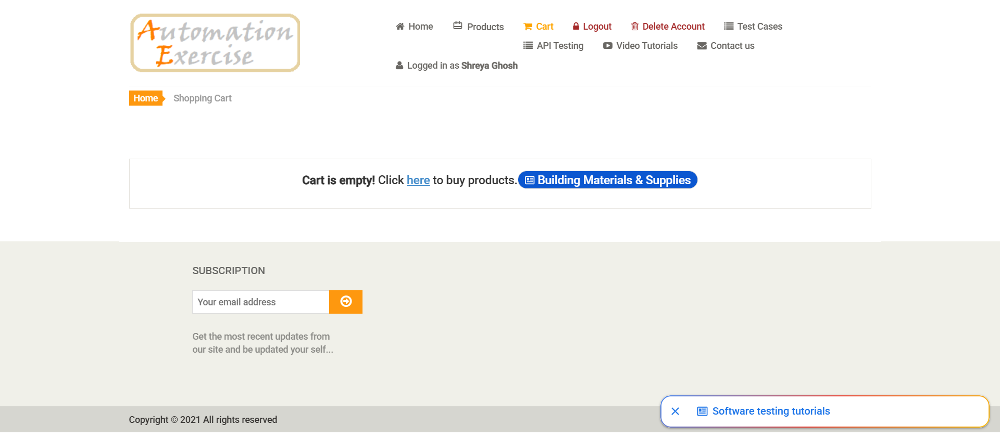 Automation
Exercise
Home Products Cart Logout Delete Account Test Cases
API Testing Video Tutorials Contact us
Logged in as Shreya Ghosh
Home Shopping Cart
Cart is empty! Click here to buy products. Building Materials & Supplies
SUBSCRIPTION
Your email address
Get the most recent updates from
our site and be updated your self...
Software testing tutorials
Copyright © 2021 All rights reserved